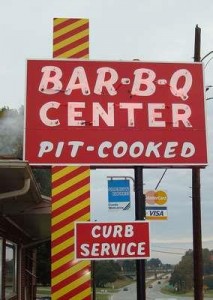 BAR-B-Q
CENTER
PIT-COOKED
VISA
CURB
SERVICE